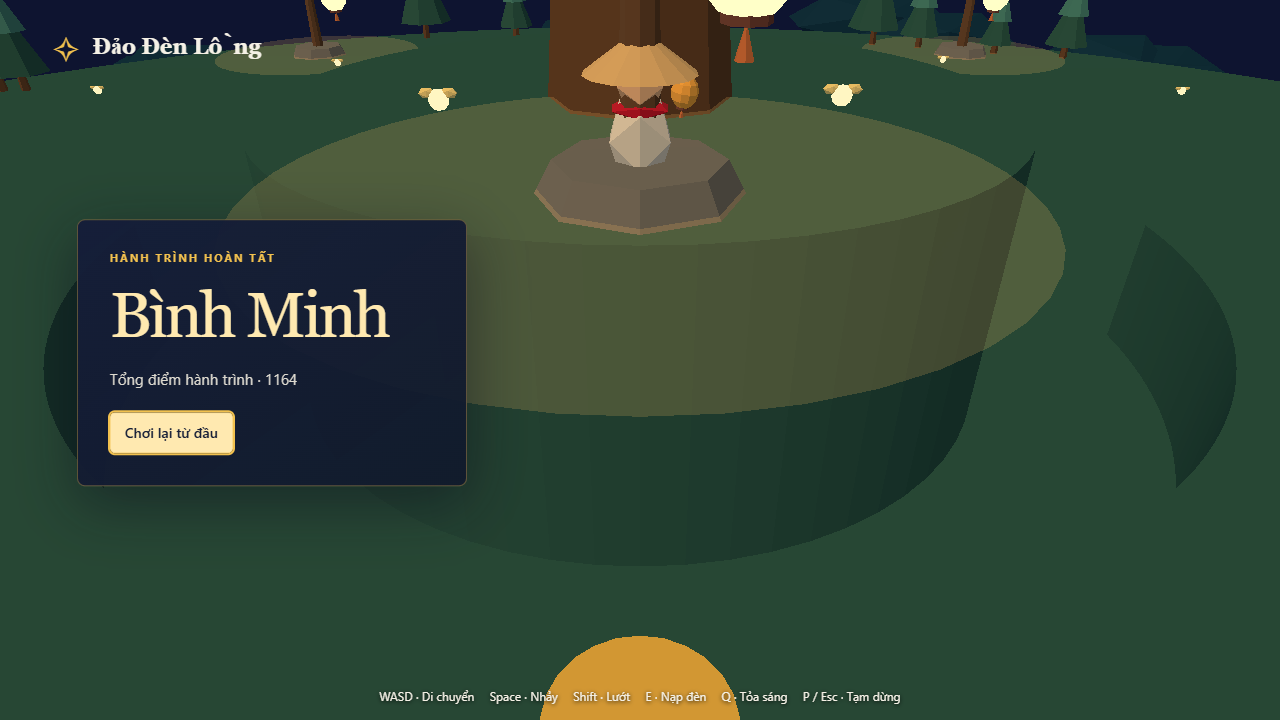 Đảo Đèn Lồng
HÀNH TRÌNH HOÀN TẤT
Bình Minh
Tổng điểm hành trình · 1164
Chơi lại từ đầu
WASD · Di chuyển Space · Nhảy Shift · Lướt E · Nạp đèn Q · Tỏa sáng P / Esc · Tạm dừng